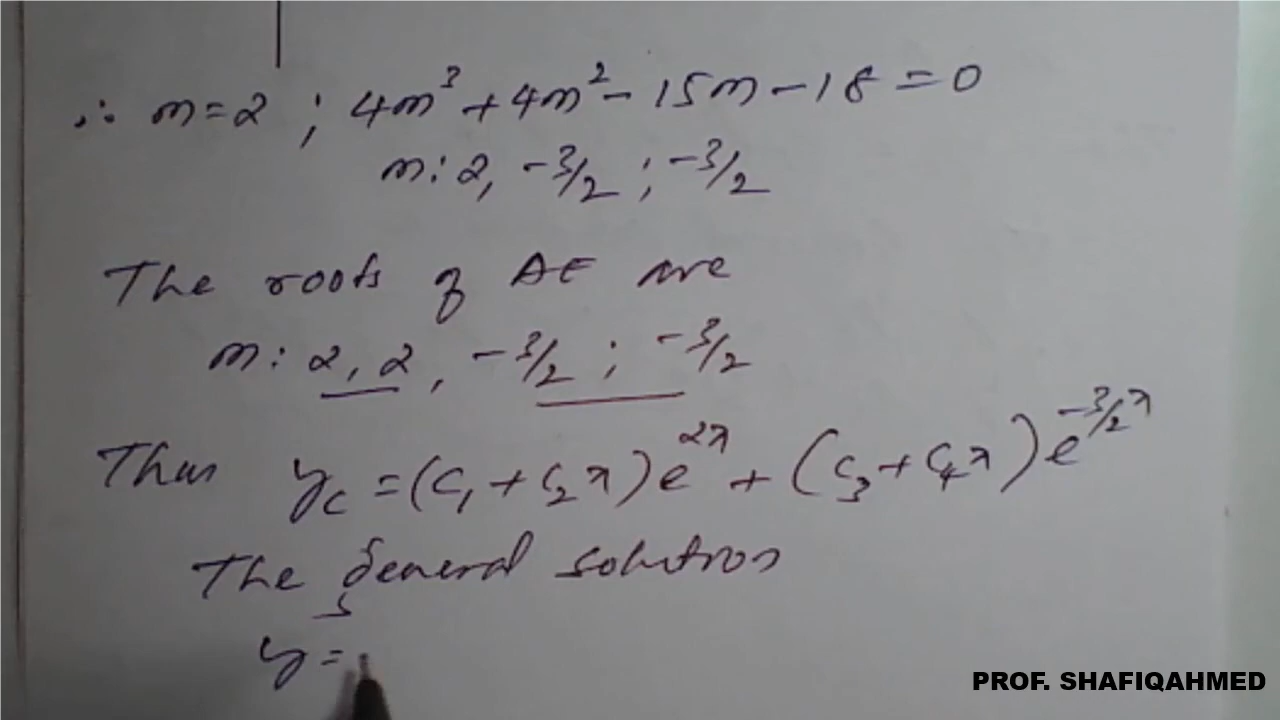 ∴ m=2 ; 4m³+4m²-15m-18=0
m: 2, -3/2 ; -3/2
The roots of AE are
m: 2, 2, -3/2 ; -3/2
Thus y_c = (c₁+c₂x)e^{2x} + (c₃+c₄x)e^{-3/2 x}
The general solution
y=
PROF. SHAFIQAHMED